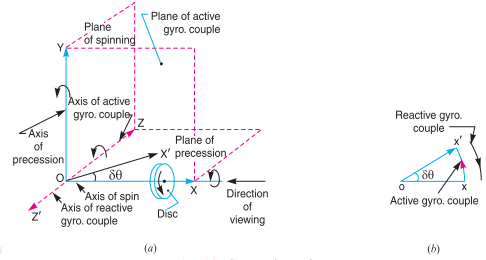 Plane
of spinning
Plane of active
gyro. couple
Y
Axis of active
gyro. couple
Z
Axis
of
precession
Plane of
precession
X′
O
δθ
X
Axis of spin
Axis of reactive
gyro. couple
Z′
Disc
Direction
of
viewing
(a)
Reactive gyro.
couple
x′
δθ
o
x
Active gyro. couple
(b)